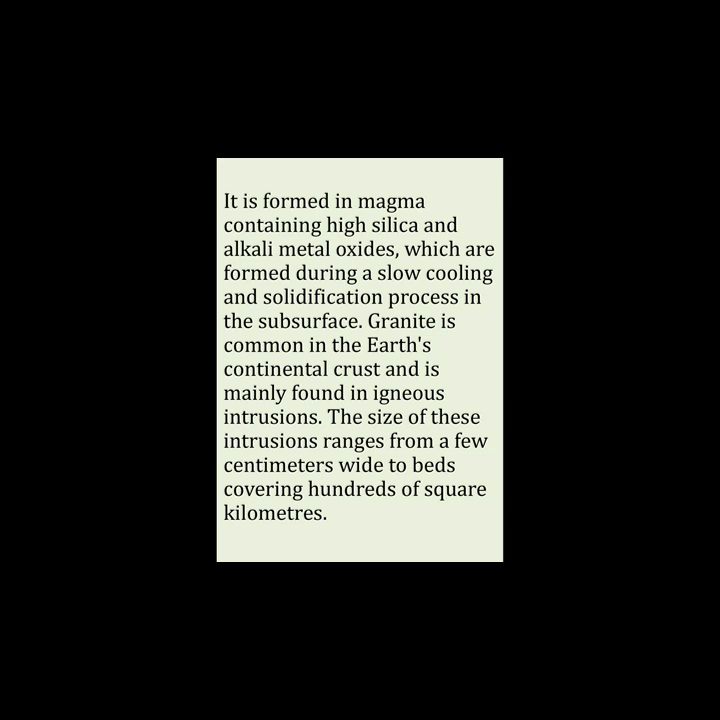 It is formed in magma
containing high silica and
alkali metal oxides, which are
formed during a slow cooling
and solidification process in
the subsurface. Granite is
common in the Earth's
continental crust and is
mainly found in igneous
intrusions. The size of these
intrusions ranges from a few
centimeters wide to beds
covering hundreds of square
kilometres.